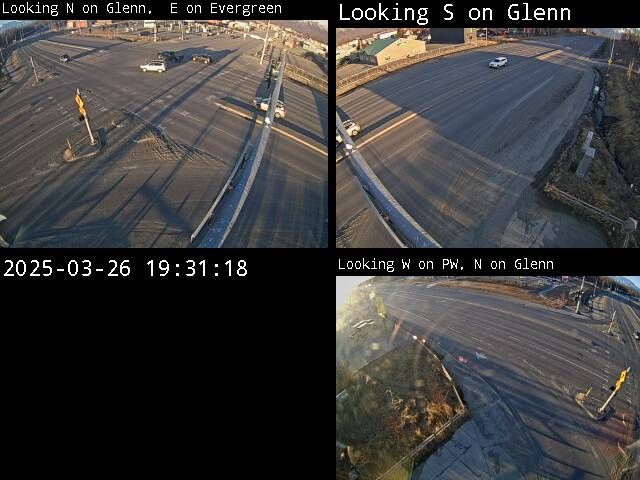 Looking N on Glenn,  E on Evergreen
Looking S on Glenn
2025-03-26 19:31:18
Looking W on PW, N on Glenn